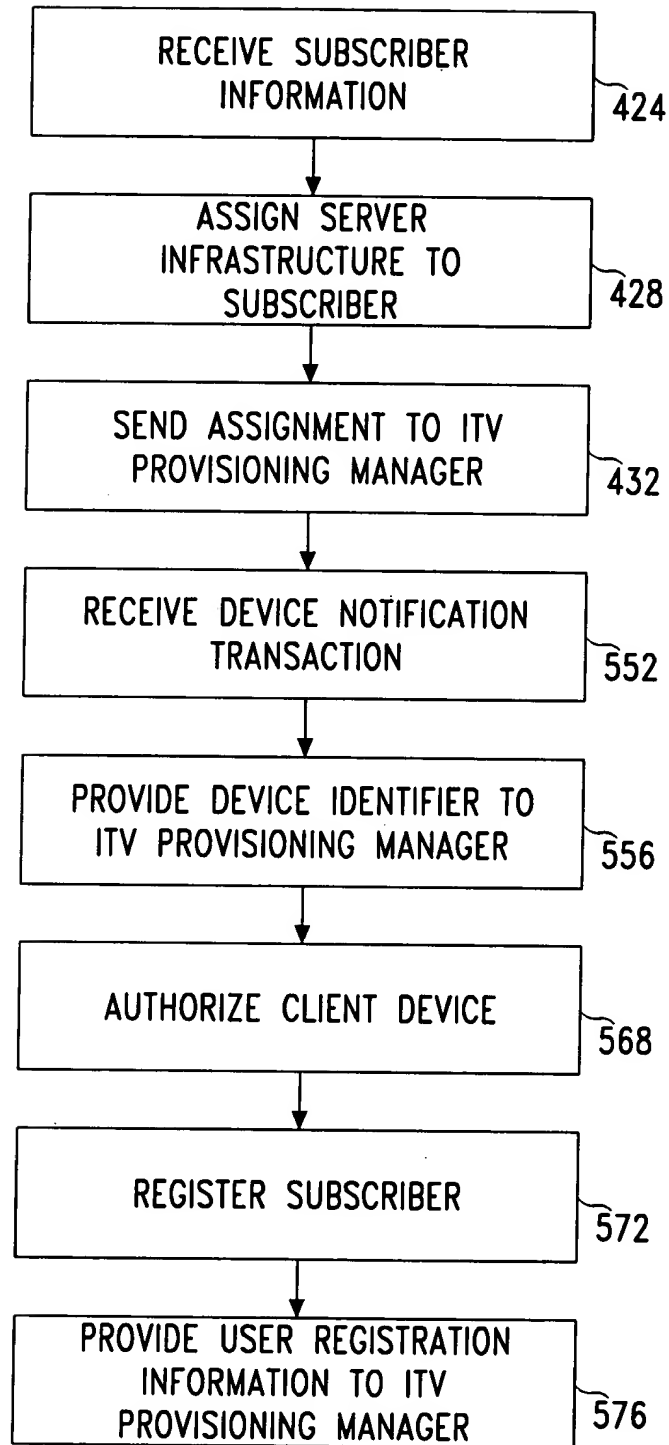 RECEIVE SUBSCRIBER
INFORMATION
424
ASSIGN SERVER
INFRASTRUCTURE TO
SUBSCRIBER
428
SEND ASSIGNMENT TO ITV
PROVISIONING MANAGER
432
RECEIVE DEVICE NOTIFICATION
TRANSACTION
552
PROVIDE DEVICE IDENTIFIER TO
ITV PROVISIONING MANAGER
556
AUTHORIZE CLIENT DEVICE
568
REGISTER SUBSCRIBER
572
PROVIDE USER REGISTRATION
INFORMATION TO ITV
PROVISIONING MANAGER
576